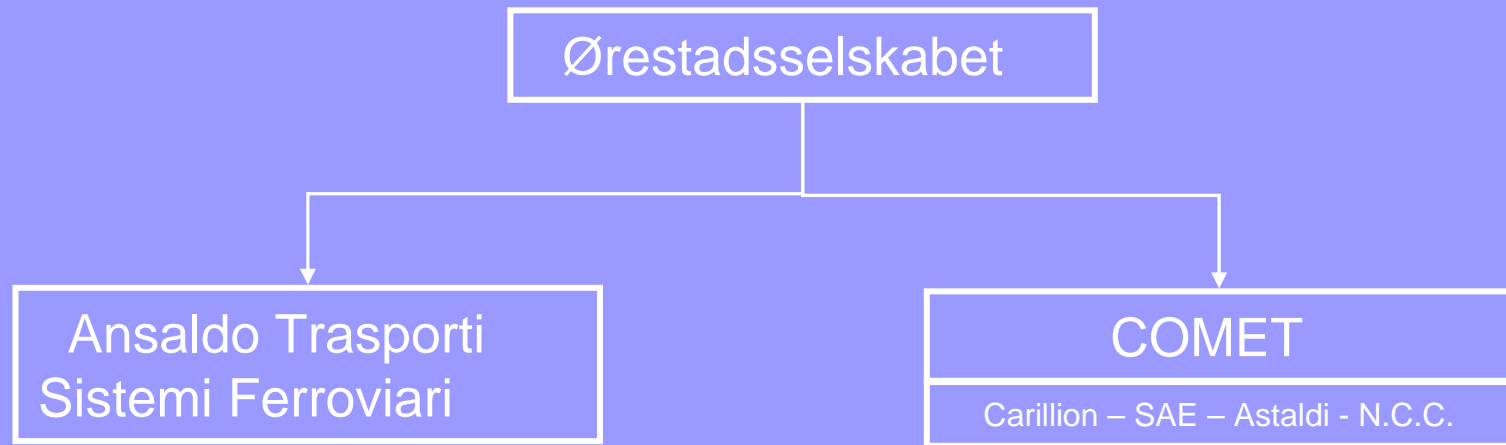 Ørestadsselskabet
Ansaldo Trasporti
Sistemi Ferroviari
COMET
Carillion – SAE – Astaldi - N.C.C.